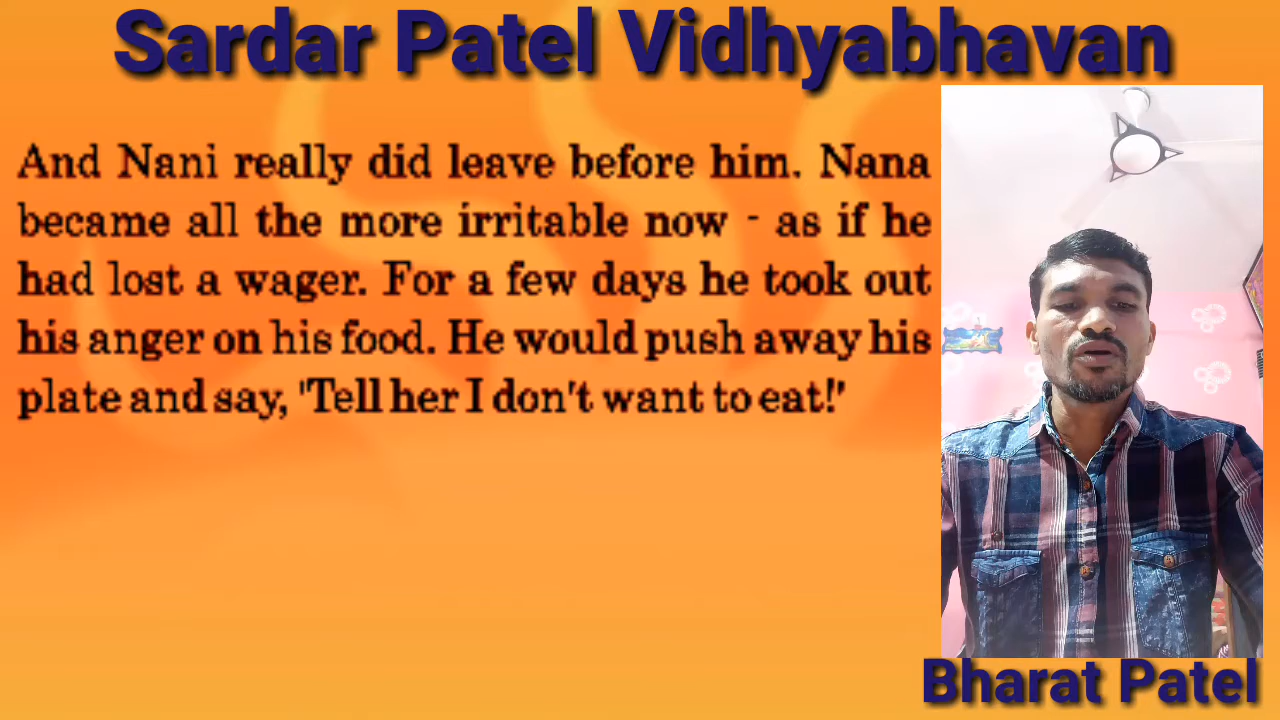 Sardar Patel Vidhyabhavan
And Nani really did leave before him. Nana
became all the more irritable now - as if he
had lost a wager. For a few days he took out
his anger on his food. He would push away his
plate and say, 'Tell her I don't want to eat!'
Bharat Patel